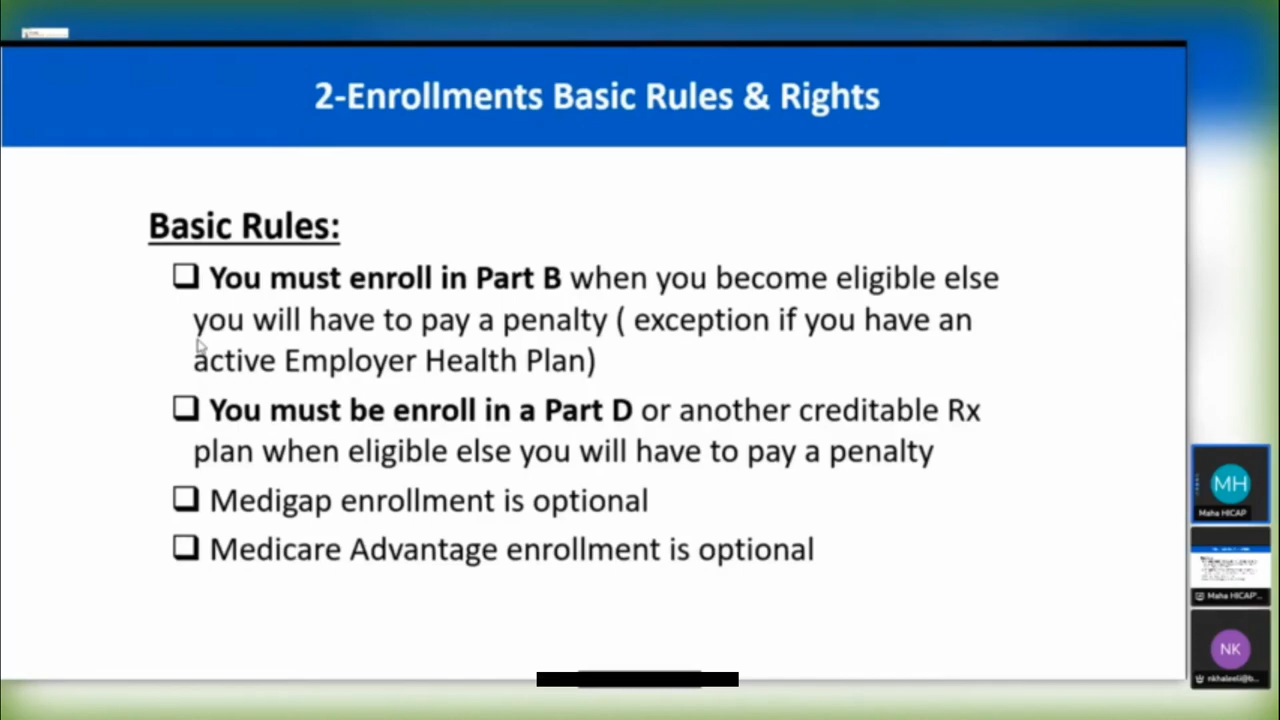 2-Enrollments Basic Rules & Rights
Basic Rules:
You must enroll in Part B when you become eligible else
you will have to pay a penalty ( exception if you have an
active Employer Health Plan)
You must be enroll in a Part D or another creditable Rx
plan when eligible else you will have to pay a penalty
Medigap enrollment is optional
Medicare Advantage enrollment is optional
MH
Maha HICAP
Maha HICAP'...
NK
nkhaleeli@b...